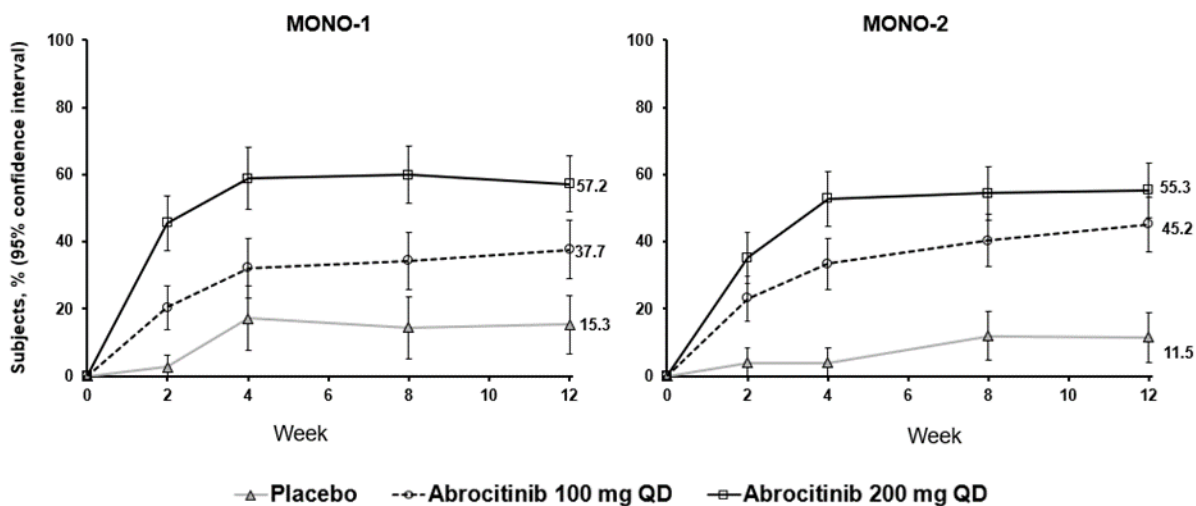 MONO-1
Subjects, % (95% confidence interval)
100
80
60
40
20
0
57.2
37.7
15.3
0 2 4 6 8 10 12
Week
MONO-2
100
80
60
40
20
0
55.3
45.2
11.5
0 2 4 6 8 10 12
Week
Placebo Abrocitinib 100 mg QD Abrocitinib 200 mg QD